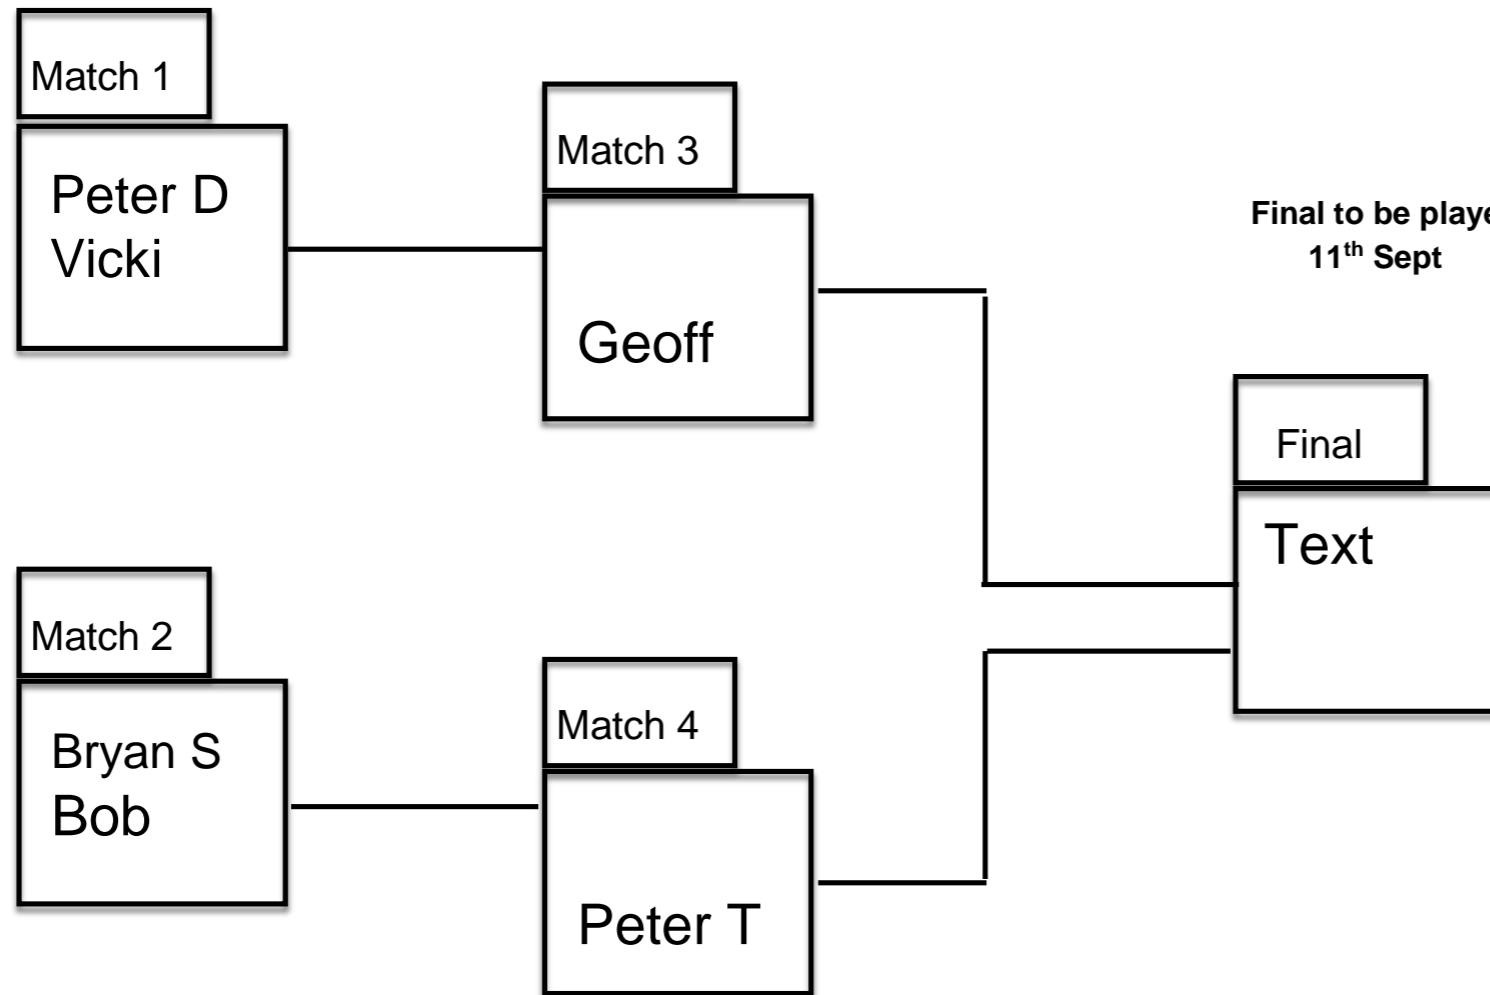 Match 1
Peter D
Vicki
Match 3
Geoff
Final to be playe
11th Sept
Final
Text
Match 2
Bryan S
Bob
Match 4
Peter T